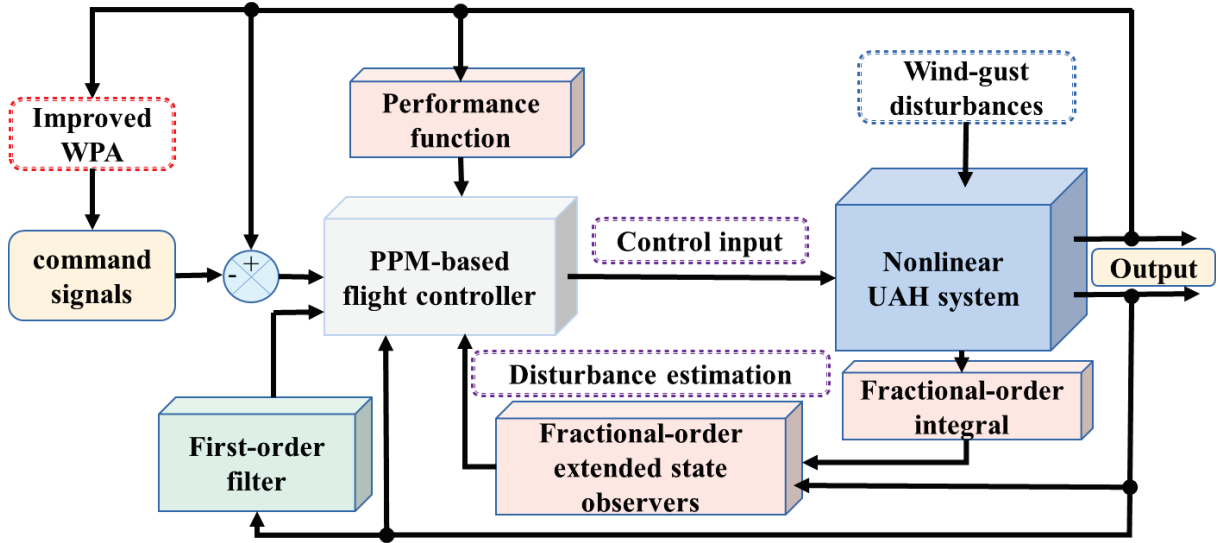 Improved
WPA
Performance
function
Wind-gust
disturbances
command
signals
-
+
PPM-based
flight controller
Control input
Nonlinear
UAH system
Output
Disturbance estimation
Fractional-order
integral
First-order
filter
Fractional-order
extended state
observers